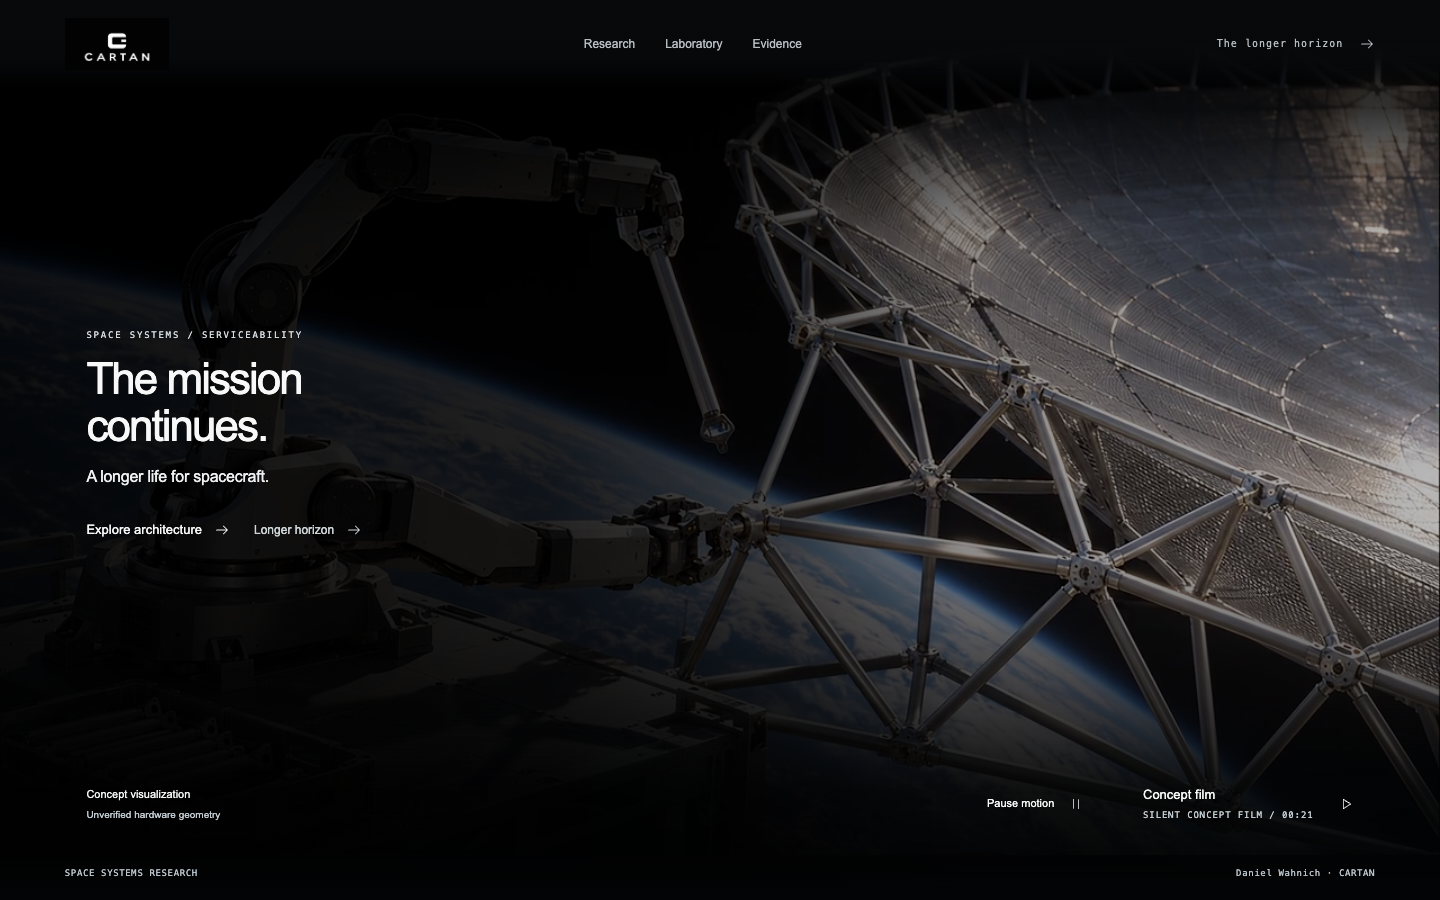 CARTAN
Research
Laboratory
Evidence
The longer horizon
SPACE SYSTEMS / SERVICEABILITY
The mission
continues.
A longer life for spacecraft.
Explore architecture
Longer horizon
Concept visualization
Unverified hardware geometry
Pause motion
Concept film
SILENT CONCEPT FILM / 00:21
SPACE SYSTEMS RESEARCH
Daniel Wahnich · CARTAN